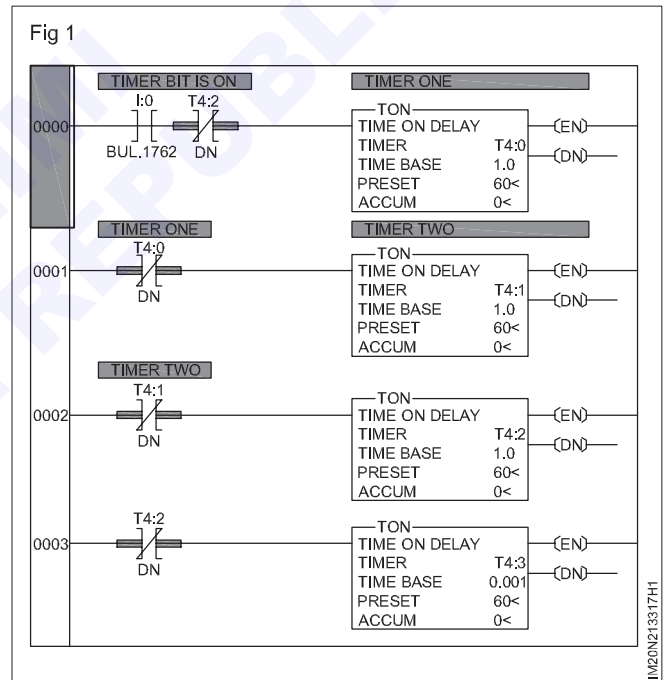 Fig 1
TIMER BIT IS ON
TIMER ONE
I:0
T4:2
0000
BUL.1762
DN
TON
TIME ON DELAY
TIMER T4:0
TIME BASE 1.0
PRESET 60<
ACCUM 0<
(EN)
(DN)
TIMER ONE
TIMER TWO
T4:0
0001
DN
TON
TIME ON DELAY
TIMER T4:1
TIME BASE 1.0
PRESET 60<
ACCUM 0<
(EN)
(DN)
TIMER TWO
T4:1
0002
DN
TON
TIME ON DELAY
TIMER T4:2
TIME BASE 1.0
PRESET 60<
ACCUM 0<
(EN)
(DN)
T4:2
0003
DN
TON
TIME ON DELAY
TIMER T4:3
TIME BASE 0.001
PRESET 60<
ACCUM 0<
(EN)
(DN)
IM20N213317H1